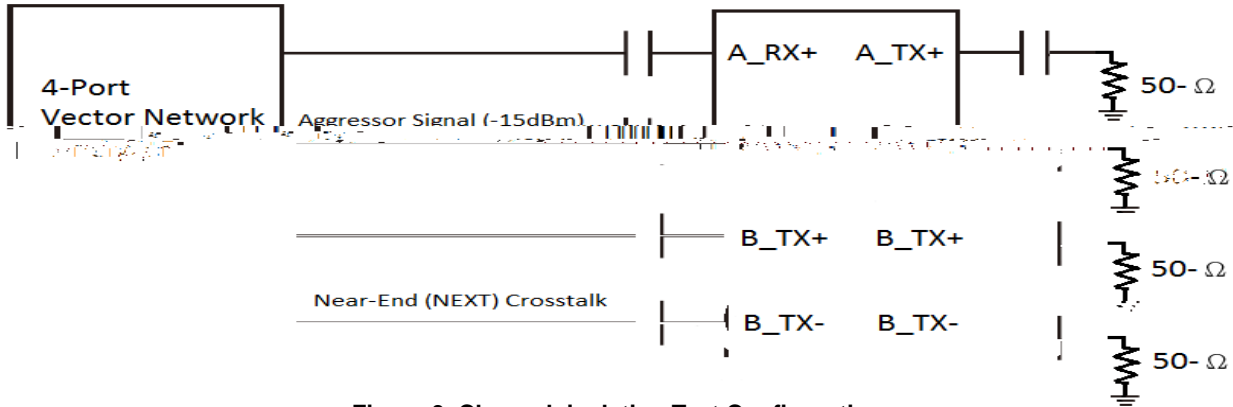 A_RX+ A_TX+
4-Port
Vector Network
Aggressor Signal (-15dBm)
50- Ω
50-Ω
B_TX+ B_TX+
50- Ω
Near-End (NEXT) Crosstalk
B_TX- B_TX-
50- Ω